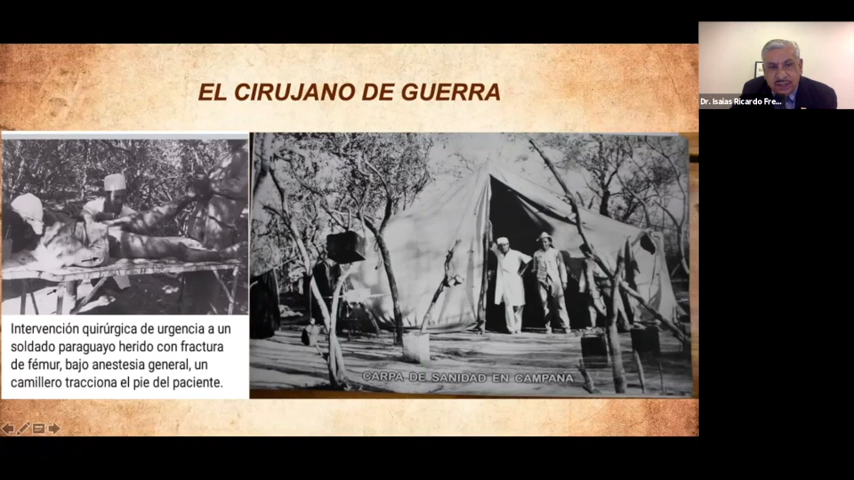 EL CIRUJANO DE GUERRA
Dr. Isaias Ricardo Fre...
Intervención quirúrgica de urgencia a un
soldado paraguayo herido con fractura
de fémur, bajo anestesia general, un
camillero tracciona el pie del paciente.
CARPA DE SANIDAD EN CAMPAÑA